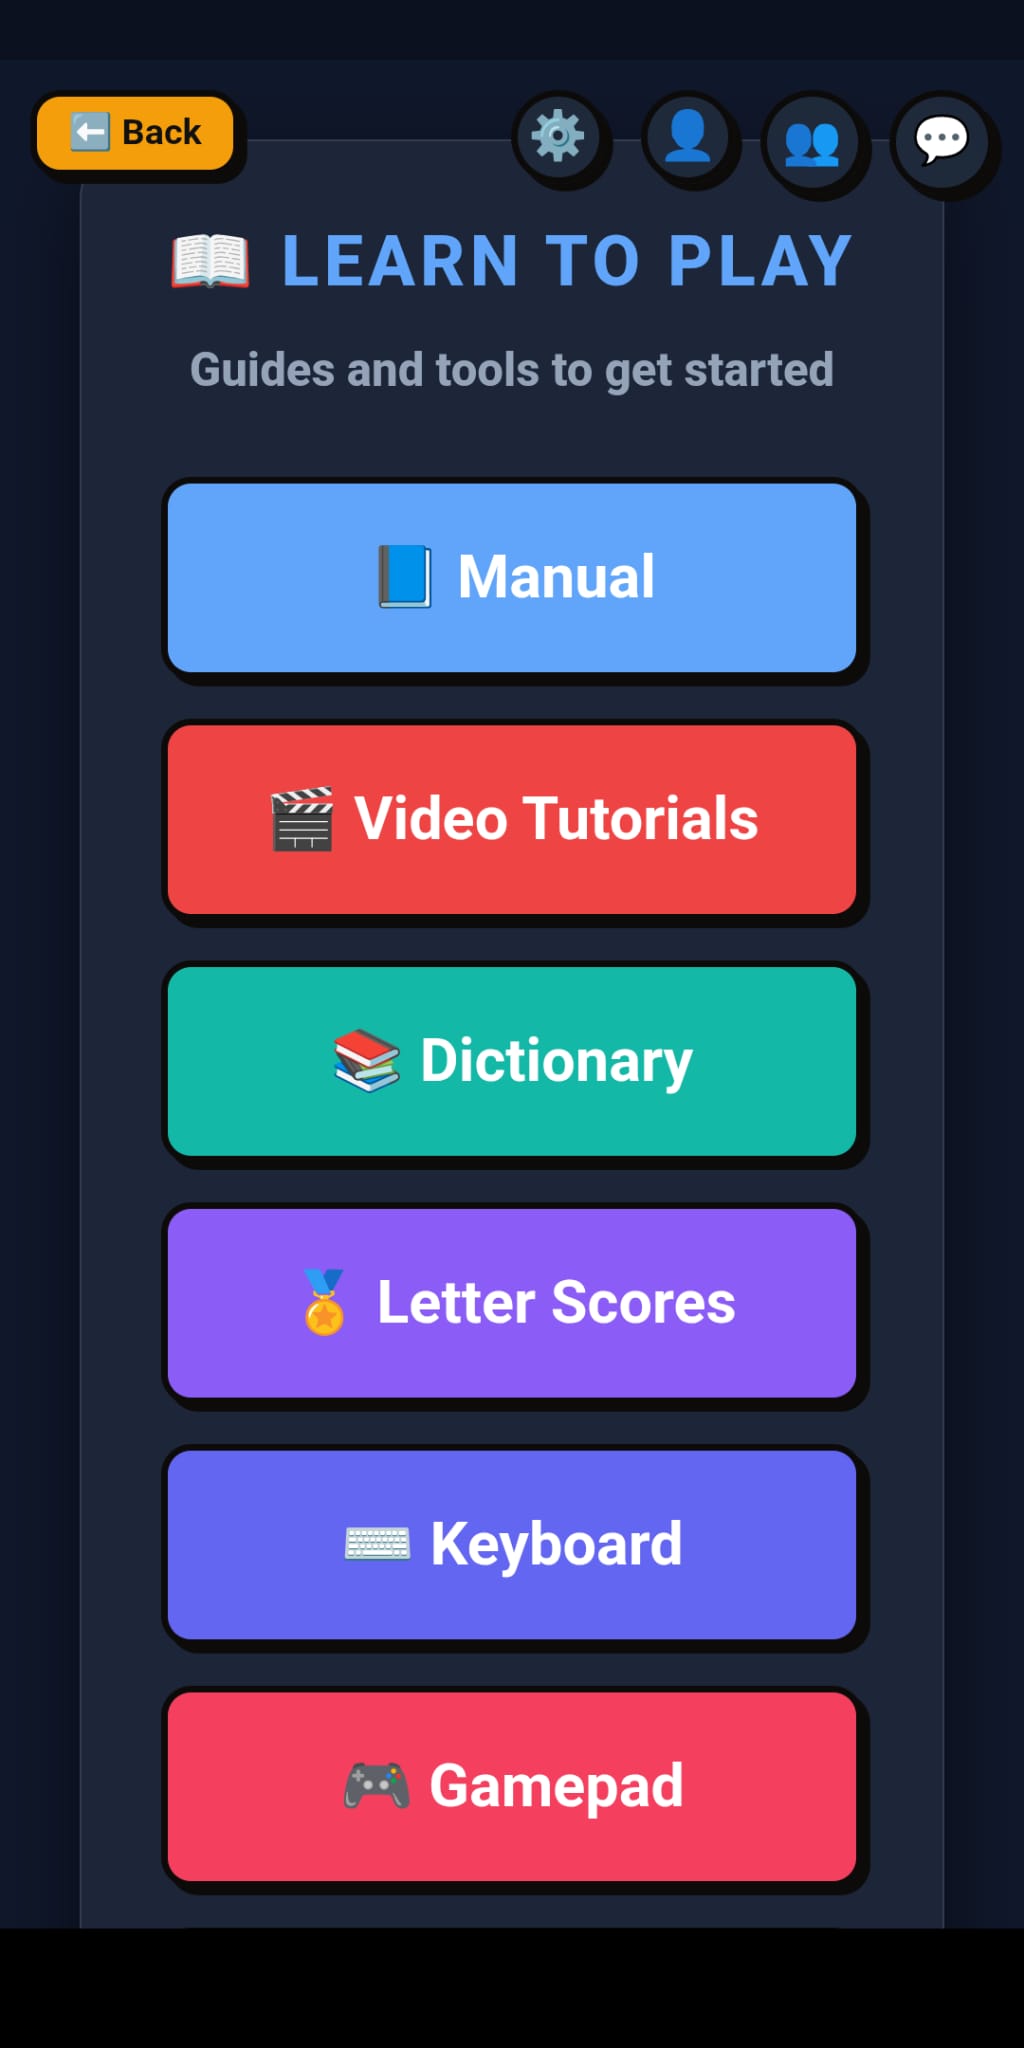 Back
LEARN TO PLAY
Guides and tools to get started
Manual
Video Tutorials
Dictionary
Letter Scores
Keyboard
Gamepad